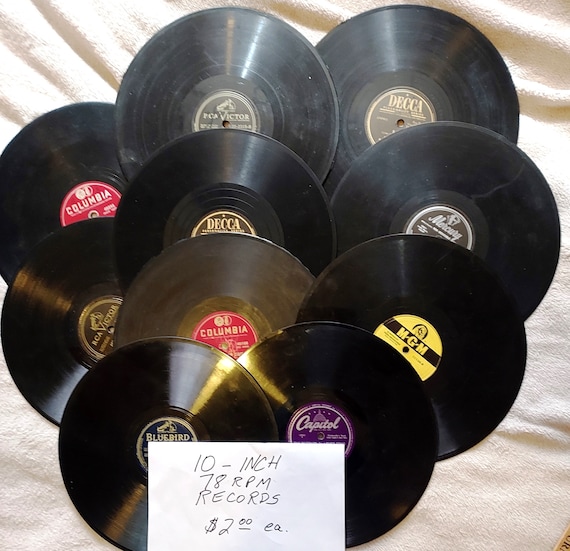 RCA VICTOR
DECCA
COLUMBIA
DECCA
Mercury
RCA VICTOR
COLUMBIA
M-G-M
BLUEBIRD
Capitol
10-INCH
78 RPM
RECORDS
$2.00 ea.